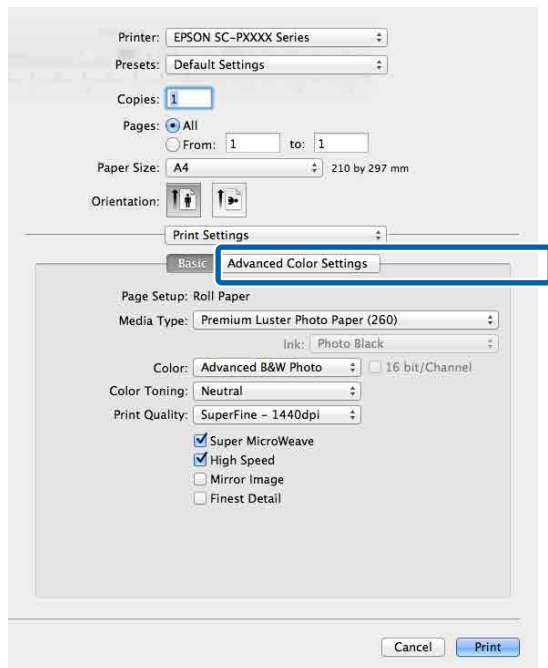 Printer: EPSON SC-PXXXX Series
Presets: Default Settings
Copies: 1
Pages: All
From: 1 to: 1
Paper Size: A4 210 by 297 mm
Orientation:
Print Settings
Basic Advanced Color Settings
Page Setup: Roll Paper
Media Type: Premium Luster Photo Paper (260)
Ink: Photo Black
Color: Advanced B&W Photo 16 bit/Channel
Color Toning: Neutral
Print Quality: SuperFine – 1440dpi
Super MicroWeave
High Speed
Mirror Image
Finest Detail
Cancel Print